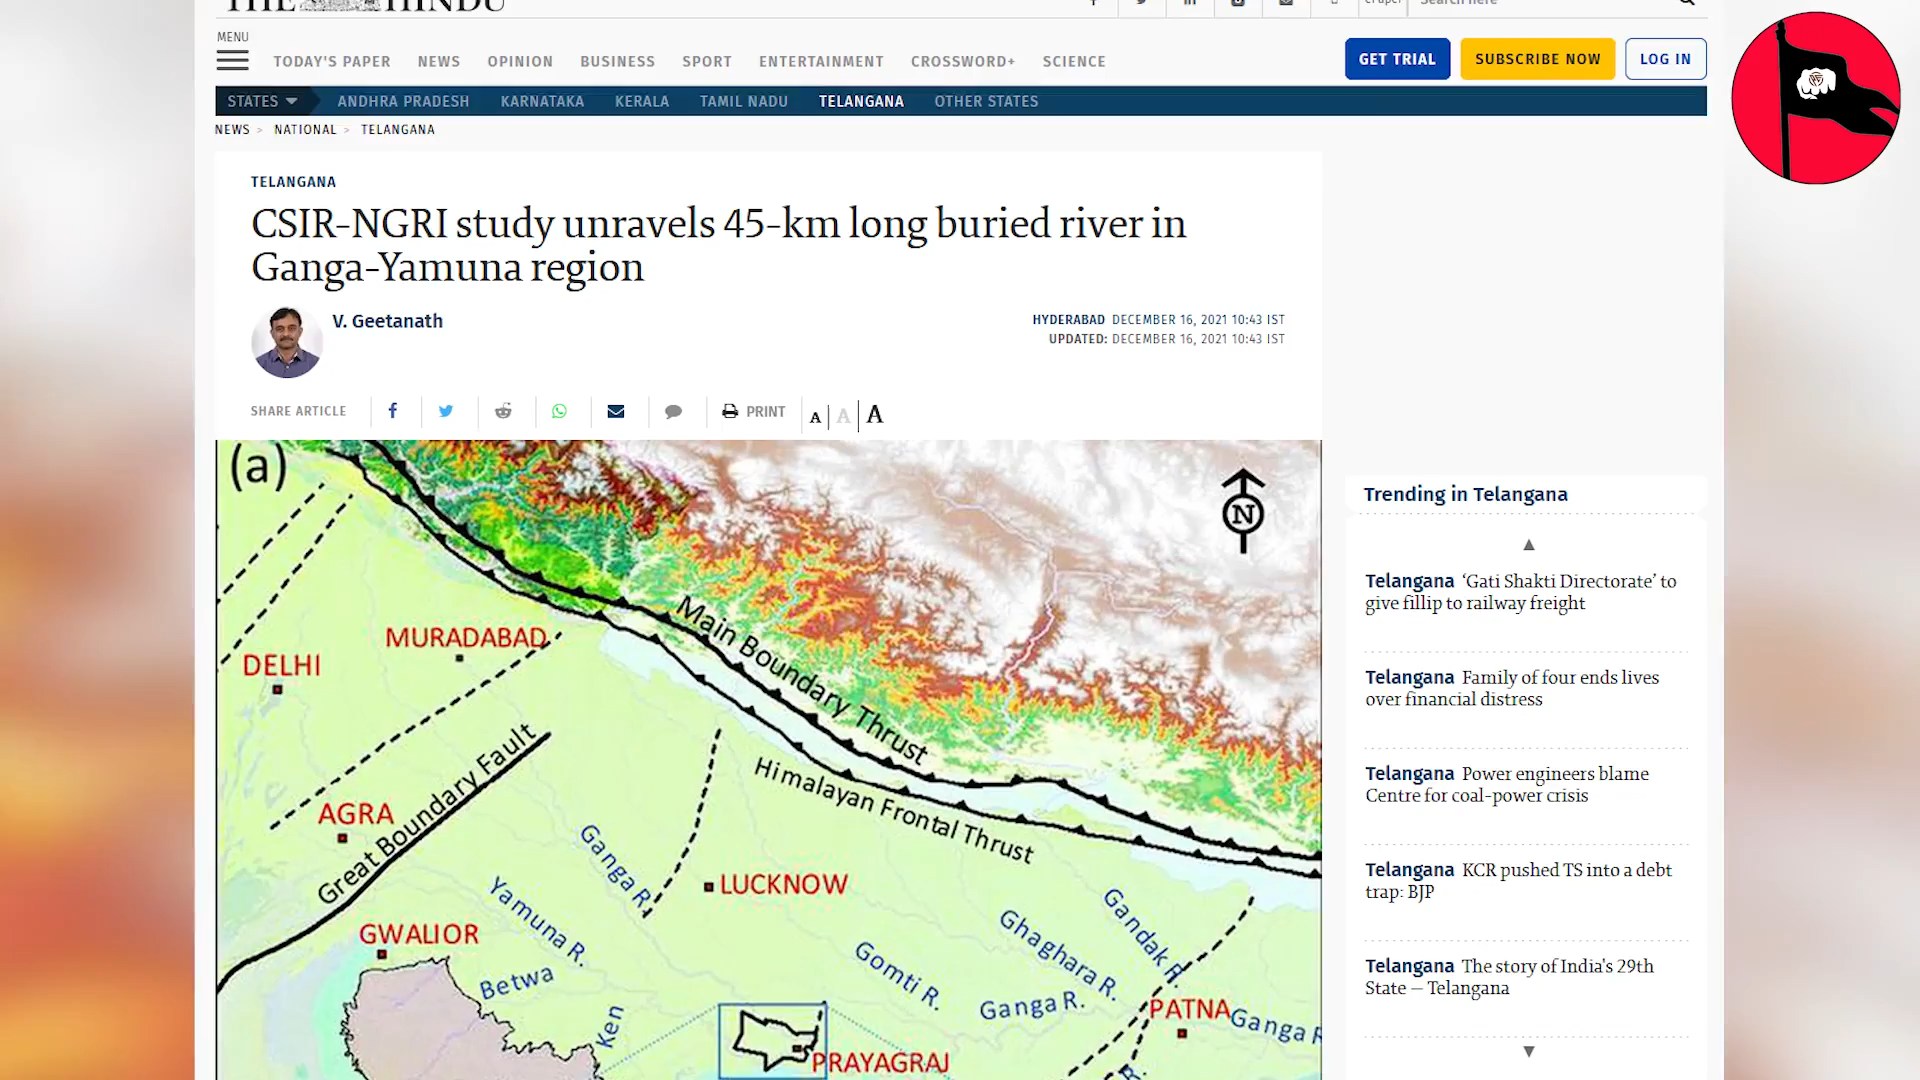 THE HINDU
Search here
MENU
TODAY'S PAPER NEWS OPINION BUSINESS SPORT ENTERTAINMENT CROSSWORD+ SCIENCE
GET TRIAL SUBSCRIBE NOW LOG IN
STATES ANDHRA PRADESH KARNATAKA KERALA TAMIL NADU TELANGANA OTHER STATES
NEWS > NATIONAL > TELANGANA
TELANGANA
CSIR-NGRI study unravels 45-km long buried river in
Ganga-Yamuna region
V. Geetanath
HYDERABAD DECEMBER 16, 2021 10:43 IST
UPDATED: DECEMBER 16, 2021 10:43 IST
SHARE ARTICLE PRINT A A A
(a)
N
Main Boundary Thrust
MURADABAD
DELHI
Himalayan Frontal Thrust
Great Boundary Fault
AGRA
Ganga R.
LUCKNOW
Yamuna R.
GWALIOR
Betwa
Ken
Gomti R.
Ghaghara R.
Gandak R.
Ganga R.
PATNA
Ganga R
PRAYAGRAJ
R.
Trending in Telangana
Telangana ‘Gati Shakti Directorate’ to
give fillip to railway freight
Telangana Family of four ends lives
over financial distress
Telangana Power engineers blame
Centre for coal-power crisis
Telangana KCR pushed TS into a debt
trap: BJP
Telangana The story of India's 29th
State — Telangana